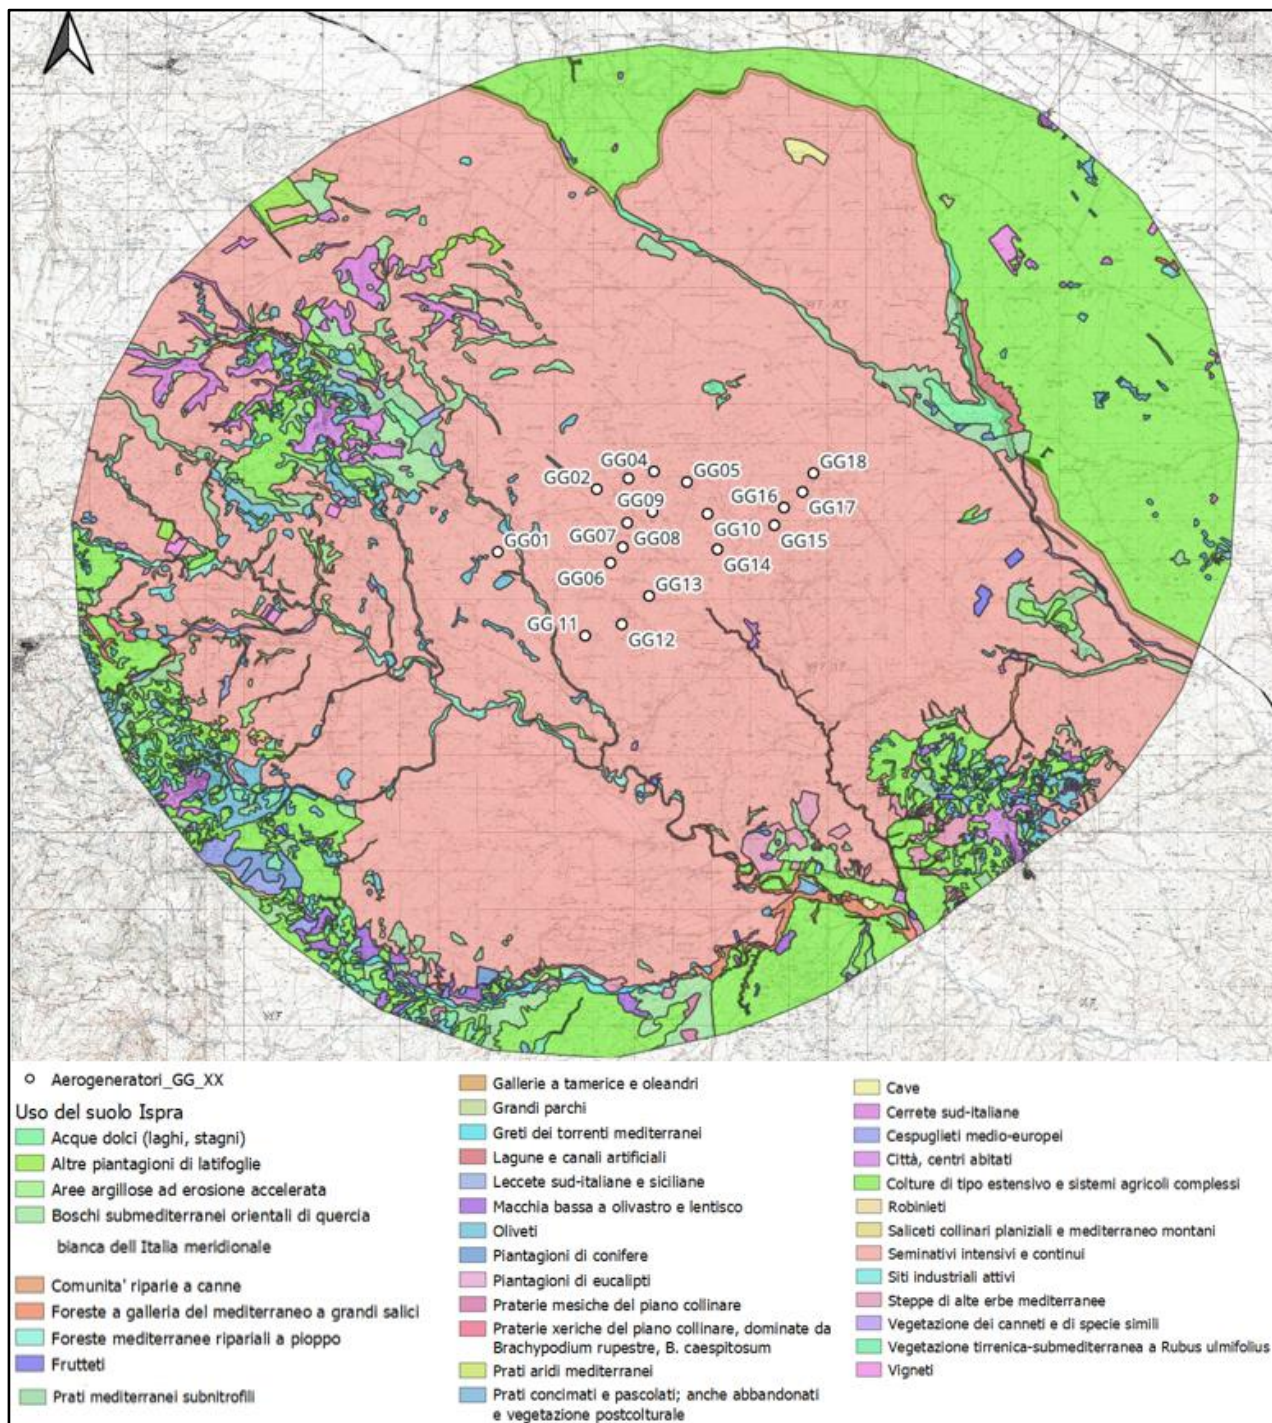 GG04
GG18
GG05
GG02
GG16
GG09
GG17
GG07
GG10
GG01
GG08
GG15
GG14
GG06
GG13
GG 11
GG12
Aerogeneratori_GG_XX
Uso del suolo Ispra
Acque dolci (laghi, stagni)
Altre piantagioni di latifoglie
Aree argillose ad erosione accelerata
Boschi submediterranei orientali di quercia
bianca dell Italia meridionale
Comunita' riparie a canne
Foreste a galleria del mediterraneo a grandi salici
Foreste mediterranee ripariali a pioppo
Frutteti
Prati mediterranei subnitrofili
Gallerie a tamerice e oleandri
Grandi parchi
Greti dei torrenti mediterranei
Lagune e canali artificiali
Leccete sud-italiane e siciliane
Macchia bassa a olivastro e lentisco
Oliveti
Piantagioni di conifere
Piantagioni di eucalipti
Praterie mesiche del piano collinare
Praterie xeriche del piano collinare, dominate da
Brachypodium rupestre, B. caespitosum
Prati aridi mediterranei
Prati concimati e pascolati; anche abbandonati
e vegetazione postcolturale
Cave
Cerrete sud-italiane
Cespuglieti medio-europei
Città, centri abitati
Colture di tipo estensivo e sistemi agricoli complessi
Robinieti
Saliceti collinari planiziali e mediterraneo montani
Seminativi intensivi e continui
Siti industriali attivi
Steppe di alte erbe mediterranee
Vegetazione dei canneti e di specie simili
Vegetazione tirrenica-submediterranea a Rubus ulmifolius
Vigneti